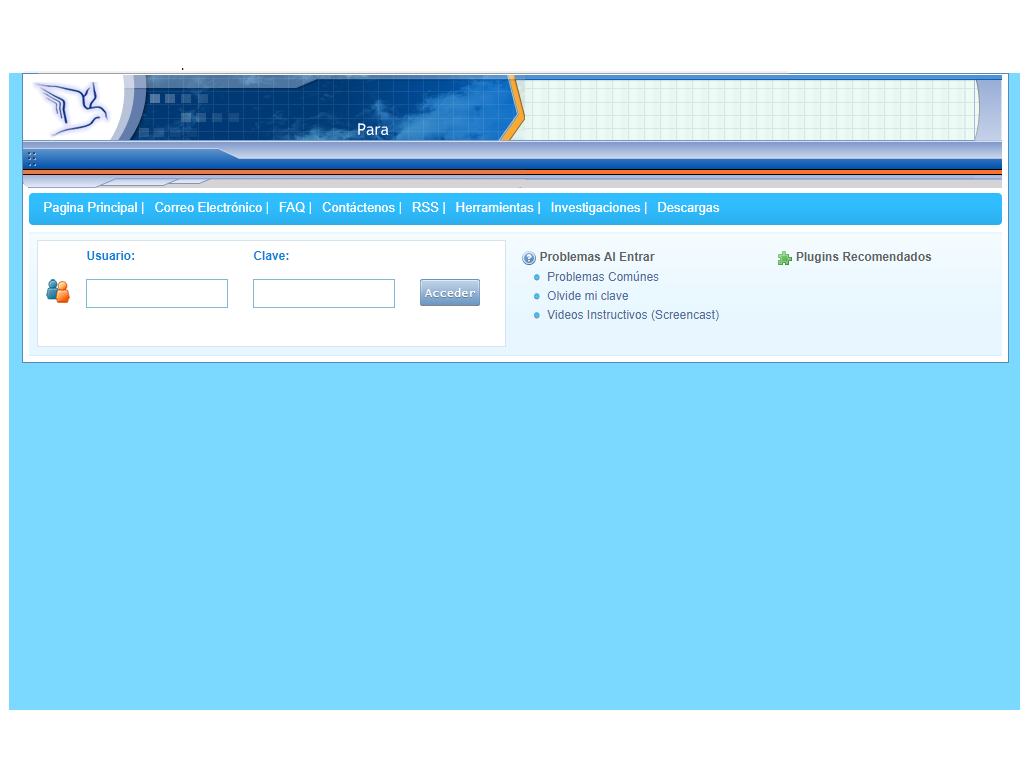 Para
Pagina Principal | Correo Electrónico | FAQ | Contáctenos | RSS | Herramientas | Investigaciones | Descargas
Usuario: Clave:
Acceder
Problemas Al Entrar
Problemas Comúnes
Olvide mi clave
Videos Instructivos (Screencast)
Plugins Recomendados